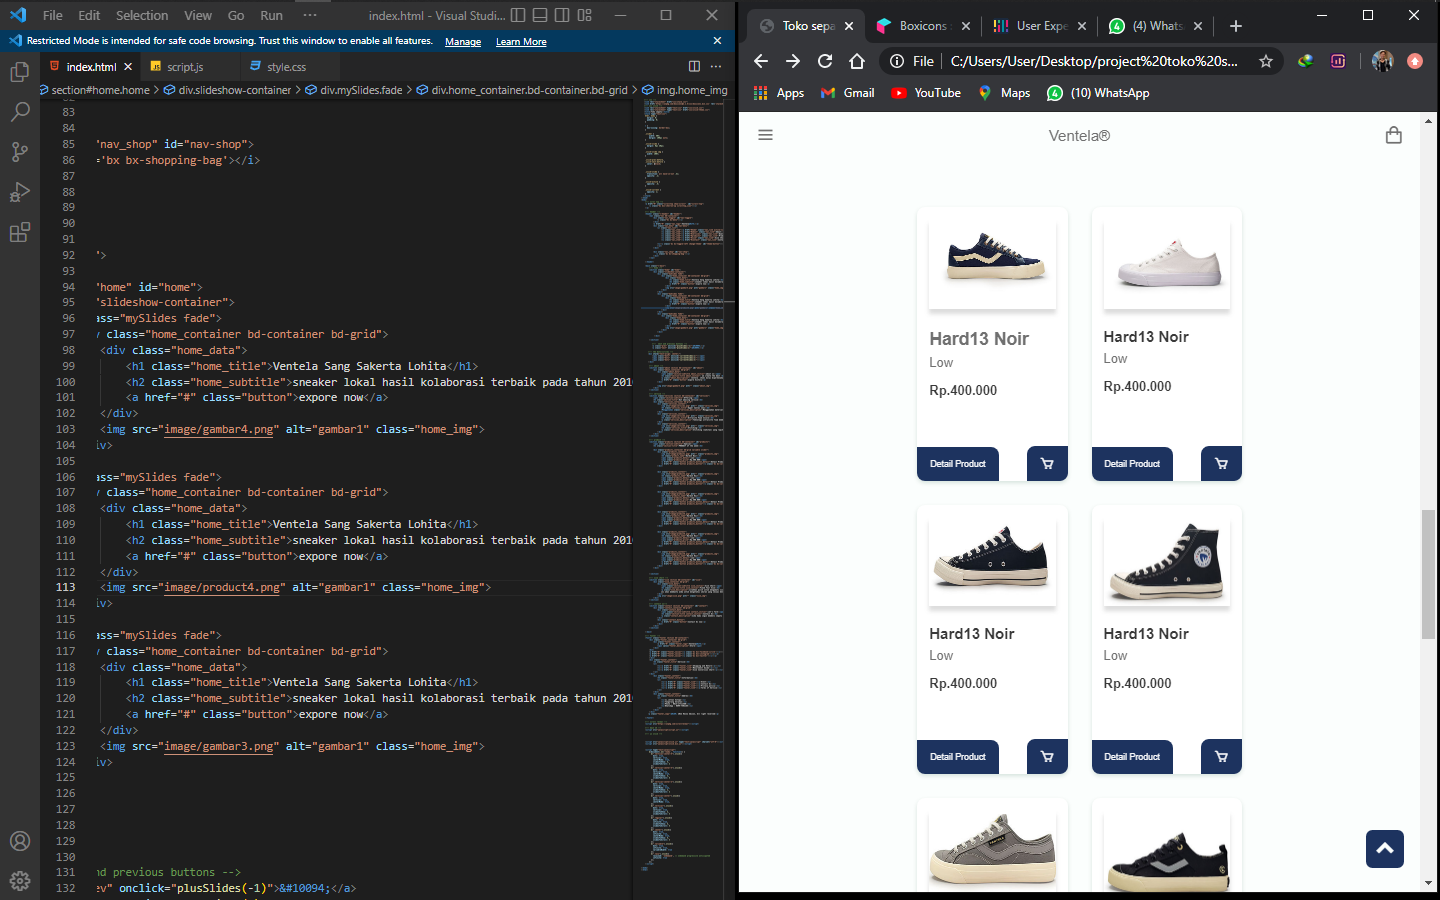 File Edit Selection View Go Run ··· index.html - Visual Studi...
Restricted Mode is intended for safe code browsing. Trust this window to enable all features. Manage Learn More
index.html script.js style.css
section#home.home > div.slideshow-container > div.mySlides.fade > div.home_container.bd-container.bd-grid > img.home_img
83
84
85 "nav_shop" id="nav-shop">
86 ='bx bx-shopping-bag'></i>
87
88
89
90
91
92 ">
93
94 "home" id="home">
95 "slideshow-container">
96 ass="mySlides fade">
97 / class="home_container bd-container bd-grid">
98 <div class="home_data">
99 <h1 class="home_title">Ventela Sang Sakerta Lohita</h1>
100 <h2 class="home_subtitle">sneaker lokal hasil kolaborasi terbaik pada tahun 201
101 <a href="#" class="button">expore now</a>
102 </div>
103 <img src="image/gambar4.png" alt="gambar1" class="home_img">
104 iv>
105
106 ass="mySlides fade">
107 / class="home_container bd-container bd-grid">
108 <div class="home_data">
109 <h1 class="home_title">Ventela Sang Sakerta Lohita</h1>
110 <h2 class="home_subtitle">sneaker lokal hasil kolaborasi terbaik pada tahun 201
111 <a href="#" class="button">expore now</a>
112 </div>
113 <img src="image/product4.png" alt="gambar1" class="home_img">
114 iv>
115
116 ass="mySlides fade">
117 / class="home_container bd-container bd-grid">
118 <div class="home_data">
119 <h1 class="home_title">Ventela Sang Sakerta Lohita</h1>
120 <h2 class="home_subtitle">sneaker lokal hasil kolaborasi terbaik pada tahun 201
121 <a href="#" class="button">expore now</a>
122 </div>
123 <img src="image/gambar3.png" alt="gambar1" class="home_img">
124 iv>
125
126
127
128
129
130
131 nd previous buttons -->
132 ev" onclick="plusSlides(-1)">&#10094;</a>
Toko sepa Boxicons User Expe (4) Whats
File C:/Users/User/Desktop/project%20toko%20s...
Apps Gmail YouTube Maps (10) WhatsApp
Ventela®
Hard13 Noir
Low
Rp.400.000
Detail Product
Hard13 Noir
Low
Rp.400.000
Detail Product
Hard13 Noir
Low
Rp.400.000
Detail Product
Hard13 Noir
Low
Rp.400.000
Detail Product